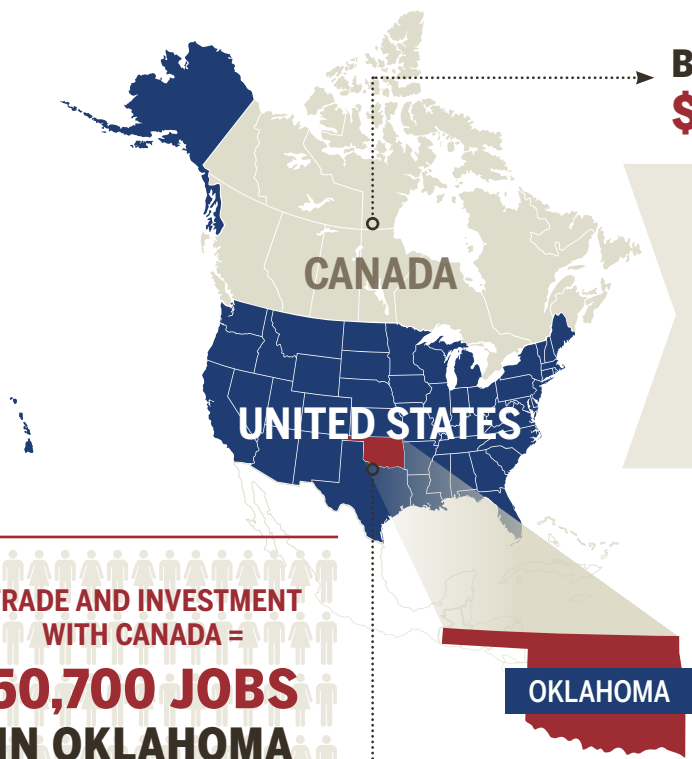 B
$
CANADA
UNITED STATES
RADE AND INVESTMENT
WITH CANADA =
50,700 JOBS
IN OKLAHOMA
OKLAHOMA